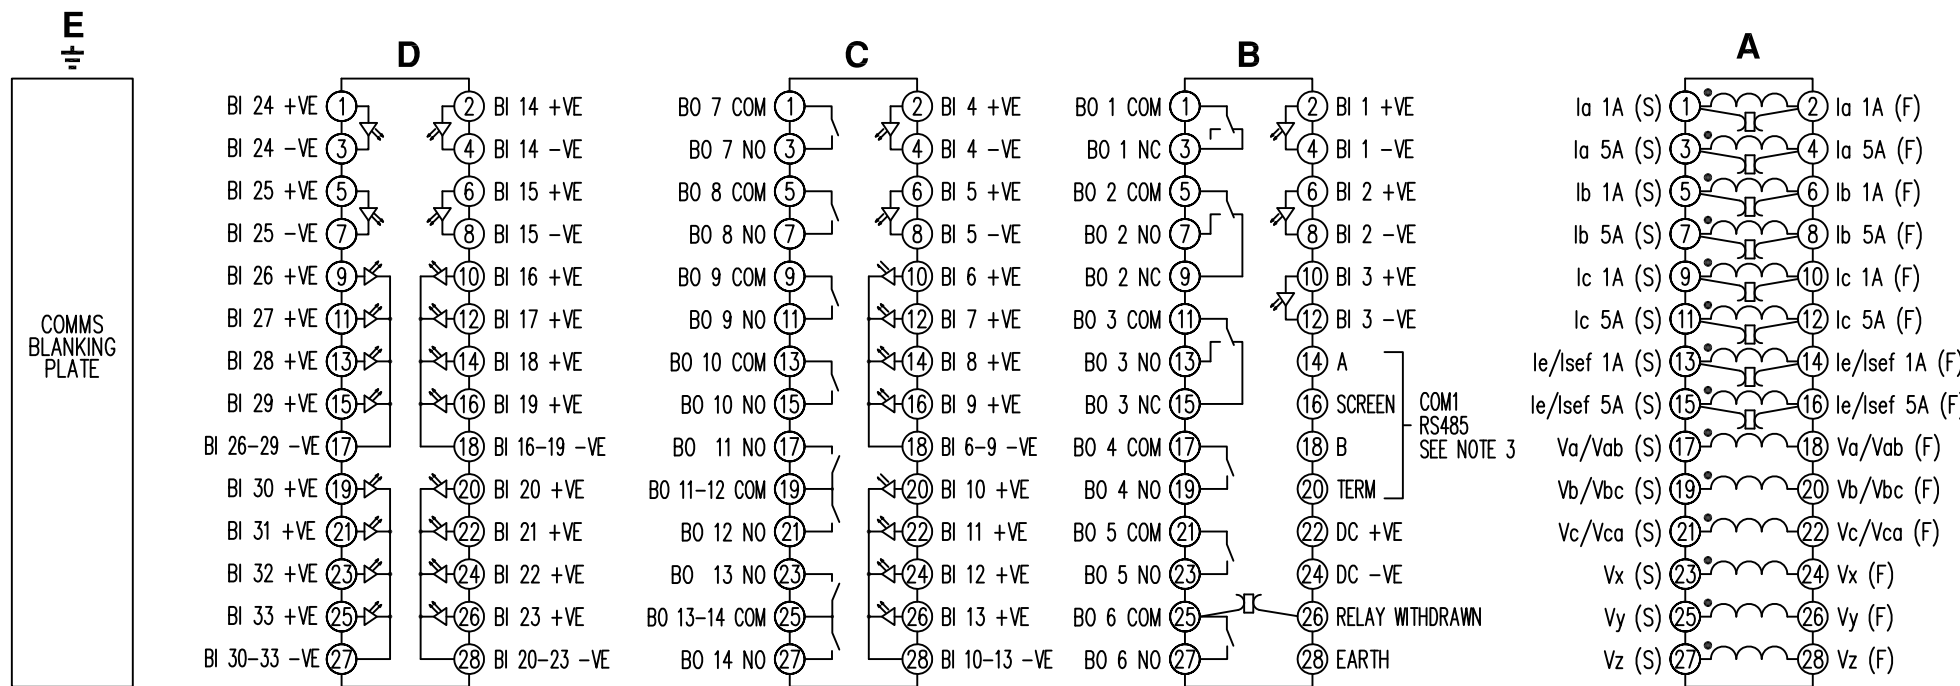 E D C B A
BI 24 +VE 1 2 BI 14 +VE BO 7 COM 1 2 BI 4 +VE BO 1 COM 1 2 BI 1 +VE Ia 1A (S) 1 2 Ia 1A (F)
BI 24 -VE 3 4 BI 14 -VE BO 7 NO 3 4 BI 4 -VE BO 1 NC 3 4 BI 1 -VE Ia 5A (S) 3 4 Ia 5A (F)
BI 25 +VE 5 6 BI 15 +VE BO 8 COM 5 6 BI 5 +VE BO 2 COM 5 6 BI 2 +VE Ib 1A (S) 5 6 Ib 1A (F)
BI 25 -VE 7 8 BI 15 -VE BO 8 NO 7 8 BI 5 -VE BO 2 NO 7 8 BI 2 -VE Ib 5A (S) 7 8 Ib 5A (F)
BI 26 +VE 9 10 BI 16 +VE BO 9 COM 9 10 BI 6 +VE BO 2 NC 9 10 BI 3 +VE Ic 1A (S) 9 10 Ic 1A (F)
COMMS BI 27 +VE 11 12 BI 17 +VE BO 9 NO 11 12 BI 7 +VE BO 3 COM 11 12 BI 3 -VE Ic 5A (S) 11 12 Ic 5A (F)
BLANKING
PLATE BI 28 +VE 13 14 BI 18 +VE BO 10 COM 13 14 BI 8 +VE BO 3 NO 13 14 A Ie/Isef 1A (S) 13 14 Ie/Isef 1A (F)
BI 29 +VE 15 16 BI 19 +VE BO 10 NO 15 16 BI 9 +VE BO 3 NC 15 16 SCREEN COM1 Ie/Isef 5A (S) 15 16 Ie/Isef 5A (F)
RS485
BI 26-29 -VE 17 18 BI 16-19 -VE BO 11 NO 17 18 BI 6-9 -VE BO 4 COM 17 18 B SEE NOTE 3 Va/Vab (S) 17 18 Va/Vab (F)
BI 30 +VE 19 20 BI 20 +VE BO 11-12 COM 19 20 BI 10 +VE BO 4 NO 19 20 TERM Vb/Vbc (S) 19 20 Vb/Vbc (F)
BI 31 +VE 21 22 BI 21 +VE BO 12 NO 21 22 BI 11 +VE BO 5 COM 21 22 DC +VE Vc/Vca (S) 21 22 Vc/Vca (F)
BI 32 +VE 23 24 BI 22 +VE BO 13 NO 23 24 BI 12 +VE BO 5 NO 23 24 DC -VE Vx (S) 23 24 Vx (F)
BI 33 +VE 25 26 BI 23 +VE BO 13-14 COM 25 26 BI 13 +VE BO 6 COM 25 26 RELAY WITHDRAWN Vy (S) 25 26 Vy (F)
BI 30-33 -VE 27 28 BI 20-23 -VE BO 14 NO 27 28 BI 10-13 -VE BO 6 NO 27 28 EARTH Vz (S) 27 28 Vz (F)